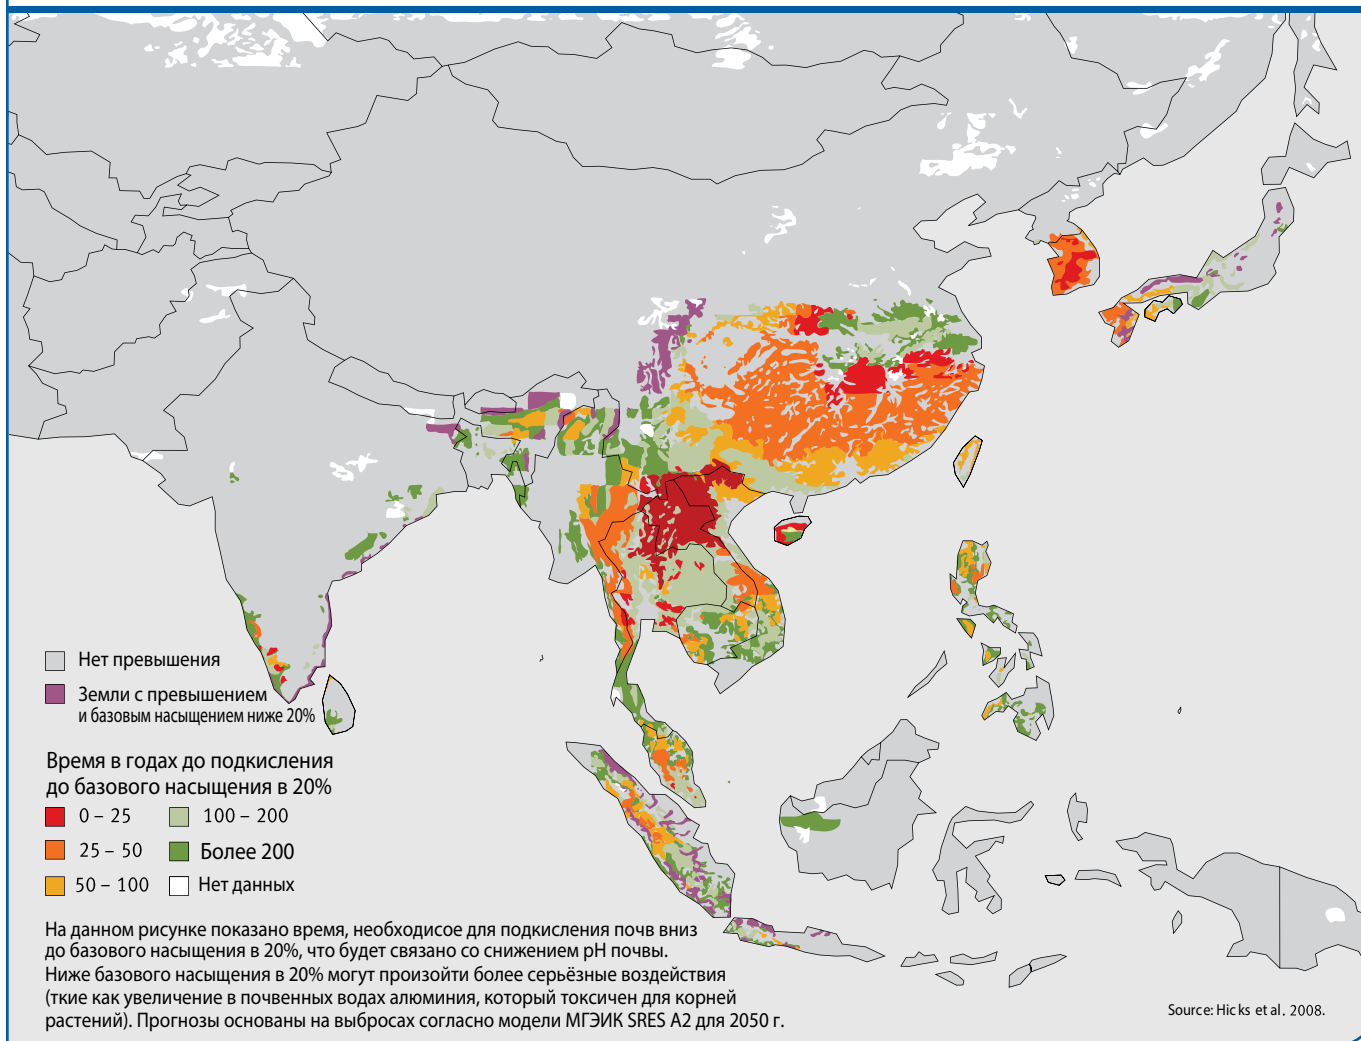 Нет превышения
Земли с превышением
и базовым насыщением ниже 20%
Время в годах до подкисления
до базового насыщения в 20%
0 – 25
100 – 200
25 – 50
Более 200
50 – 100
Нет данных
На данном рисунке показано время, необходисое для подкисления почв вниз
до базового насыщения в 20%, что будет связано со снижением pH почвы.
Ниже базового насыщения в 20% могут произойти более серьёзные воздействия
(ткие как увеличение в почвенных водах алюминия, который токсичен для корней
растений). Прогнозы основаны на выбросах согласно модели МГЭИК SRES A2 для 2050 г.
Source: Hicks et al. 2008.